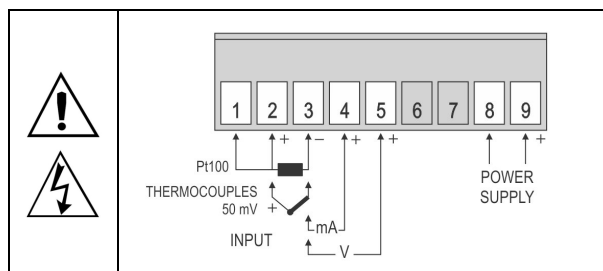 1 2 3 4 5 6 7 8 9
+ − + + +
Pt100
THERMOCOUPLES
50 mV +
INPUT
mA
V
POWER
SUPPLY